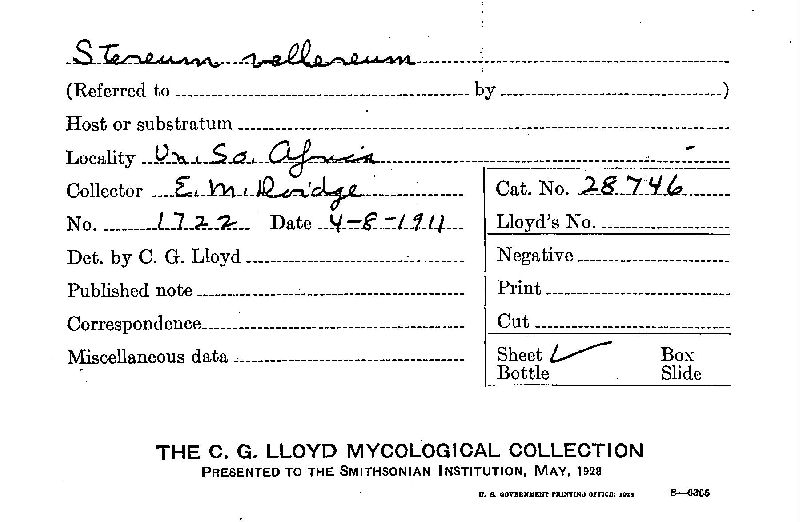 Stereum vellereum
(Referred to by )
Host or substratum
Locality Un. So. Africa
Collector E. M. Doidge
Cat. No. 28746
No. 1722 Date 4-8-1911
Lloyd's No.
Det. by C. G. Lloyd
Negative
Published note
Print
Correspondence
Cut
Miscellaneous data
Sheet ✓ Box
Bottle Slide
THE C. G. LLOYD MYCOLOGICAL COLLECTION
PRESENTED TO THE SMITHSONIAN INSTITUTION, MAY, 1928
U. S. GOVERNMENT PRINTING OFFICE: